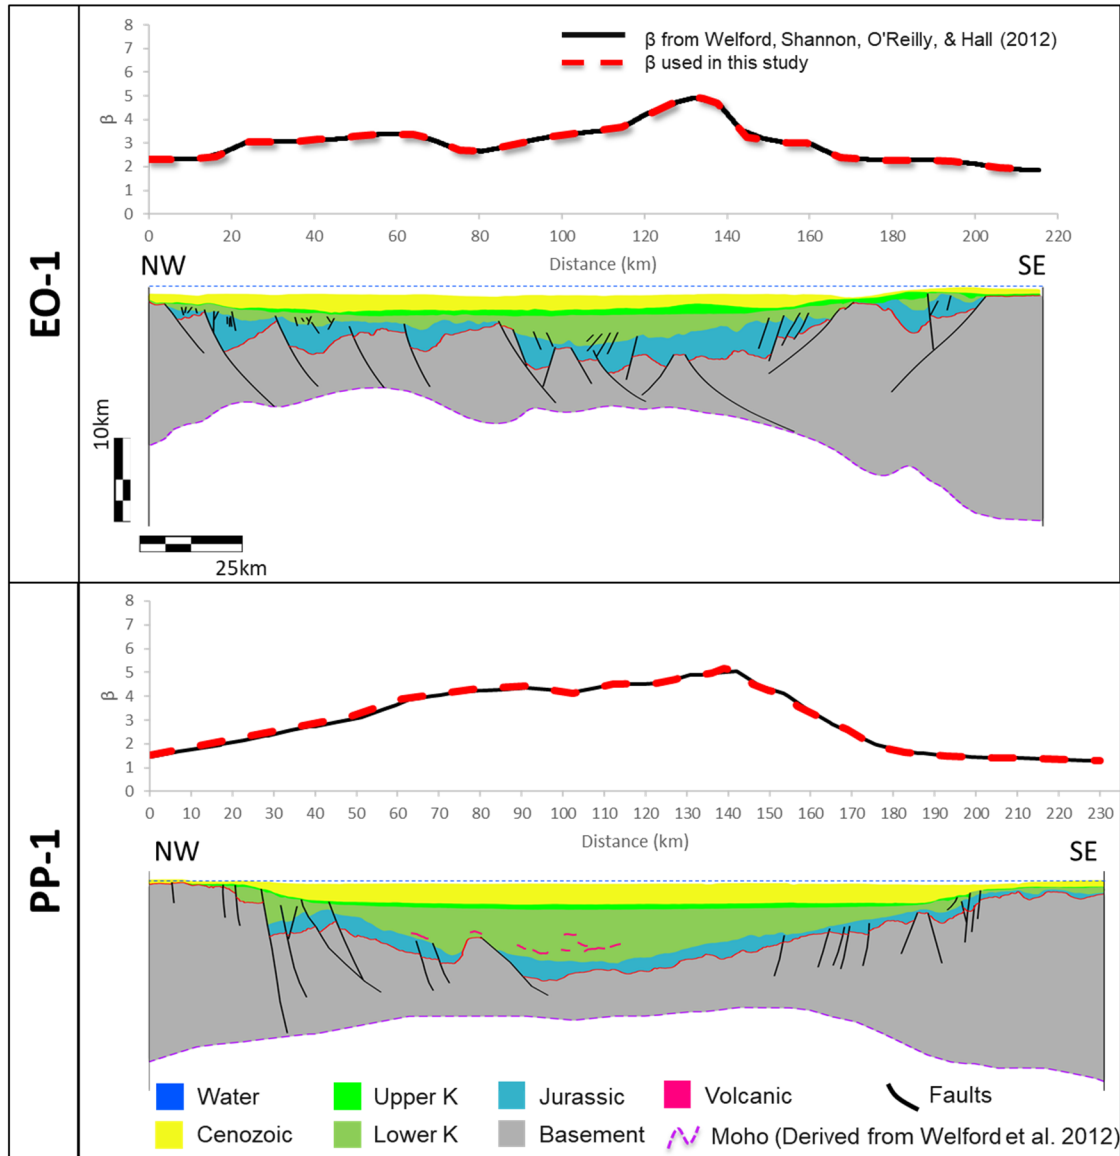 EO-1
8
7
6
5
4
3
2
1
0
β
β from Welford, Shannon, O'Reilly, & Hall (2012)
β used in this study
0 20 40 60 80 100 120 140 160 180 200 220
Distance (km)
NW SE
10km
25km
PP-1
8
7
6
5
4
3
2
1
0
β
0 10 20 30 40 50 60 70 80 90 100 110 120 130 140 150 160 170 180 190 200 210 220 230
Distance (km)
NW SE
Water Upper K Jurassic Volcanic Faults
Cenozoic Lower K Basement Moho (Derived from Welford et al. 2012)